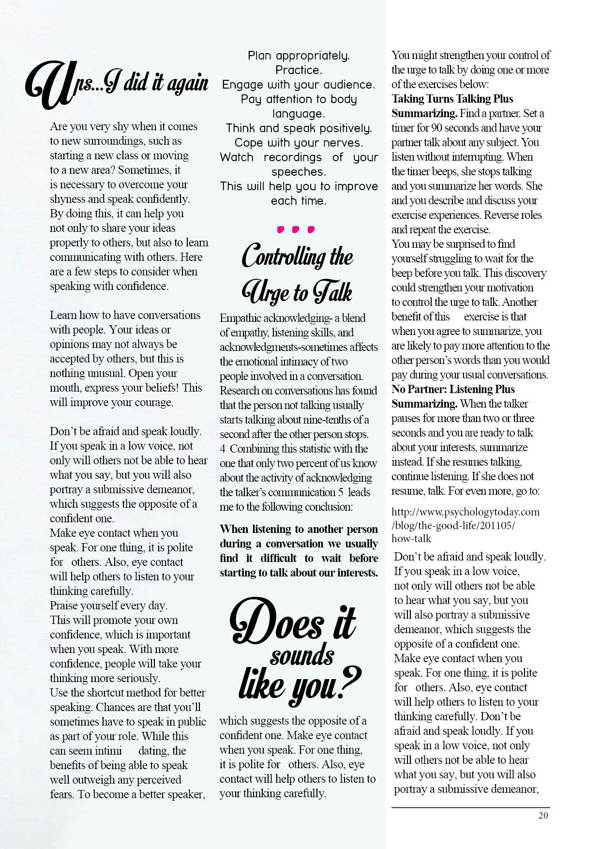 Ups...I did it again
Are you very shy when it comes
to new surroundings, such as
starting a new class or moving
to a new area? Sometimes, it
is necessary to overcome your
shyness and speak confidently.
By doing this, it can help you
not only to share your ideas
properly to others, but also to learn
communicating with others. Here
are a few steps to consider when
speaking with confidence.
Learn how to have conversations
with people. Your ideas or
opinions may not always be
accepted by others, but this is
nothing unusual. Open your
mouth, express your beliefs! This
will improve your courage.
Don't be afraid and speak loudly.
If you speak in a low voice, not
only will others not be able to hear
what you say, but you will also
portray a submissive demeanor,
which suggests the opposite of a
confident one.
Make eye contact when you
speak. For one thing, it is polite
for others. Also, eye contact
will help others to listen to your
thinking carefully.
Praise yourself every day.
This will promote your own
confidence, which is important
when you speak. With more
confidence, people will take your
thinking more seriously.
Use the shortcut method for better
speaking. Chances are that you'll
sometimes have to speak in public
as part of your role. While this
can seem intimi dating, the
benefits of being able to speak
well outweigh any perceived
fears. To become a better speaker,
Plan appropriately.
Practice.
Engage with your audience.
Pay attention to body
language.
Think and speak positively.
Cope with your nerves.
Watch recordings of your
speeches.
This will help you to improve
each time.
Controlling the
Urge to Talk
Empathic acknowledging- a blend
of empathy, listening skills, and
acknowledgments-sometimes affects
the emotional intimacy of two
people involved in a conversation.
Research on conversations has found
that the person not talking usually
starts talking about nine-tenths of a
second after the other person stops.
4 Combining this statistic with the
one that only two percent of us know
about the activity of acknowledging
the talker's communication 5 leads
me to the following conclusion:
When listening to another person
during a conversation we usually
find it difficult to wait before
starting to talk about our interests.
Does it
sounds
like you?
which suggests the opposite of a
confident one. Make eye contact
when you speak. For one thing,
it is polite for others. Also, eye
contact will help others to listen to
your thinking carefully.
You might strengthen your control of
the urge to talk by doing one or more
of the exercises below:
Taking Turns Talking Plus
Summarizing. Find a partner. Set a
timer for 90 seconds and have your
partner talk about any subject. You
listen without interrupting. When
the timer beeps, she stops talking
and you summarize her words. She
and you describe and discuss your
exercise experiences. Reverse roles
and repeat the exercise.
You may be surprised to find
yourself struggling to wait for the
beep before you talk. This discovery
could strengthen your motivation
to control the urge to talk. Another
benefit of this exercise is that
when you agree to summarize, you
are likely to pay more attention to the
other person's words than you would
pay during your usual conversations.
No Partner: Listening Plus
Summarizing. When the talker
pauses for more than two or three
seconds and you are ready to talk
about your interests, summarize
instead. If she resumes talking,
continue listening. If she does not
resume, talk. For even more, go to:
http://www.psychologytoday.com
/blog/the-good-life/201105/
how-talk
Don't be afraid and speak loudly.
If you speak in a low voice,
not only will others not be able
to hear what you say, but you
will also portray a submissive
demeanor, which suggests the
opposite of a confident one.
Make eye contact when you
speak. For one thing, it is polite
for others. Also, eye contact
will help others to listen to your
thinking carefully. Don't be
afraid and speak loudly. If you
speak in a low voice, not only
will others not be able to hear
what you say, but you will also
portray a submissive demeanor,
20